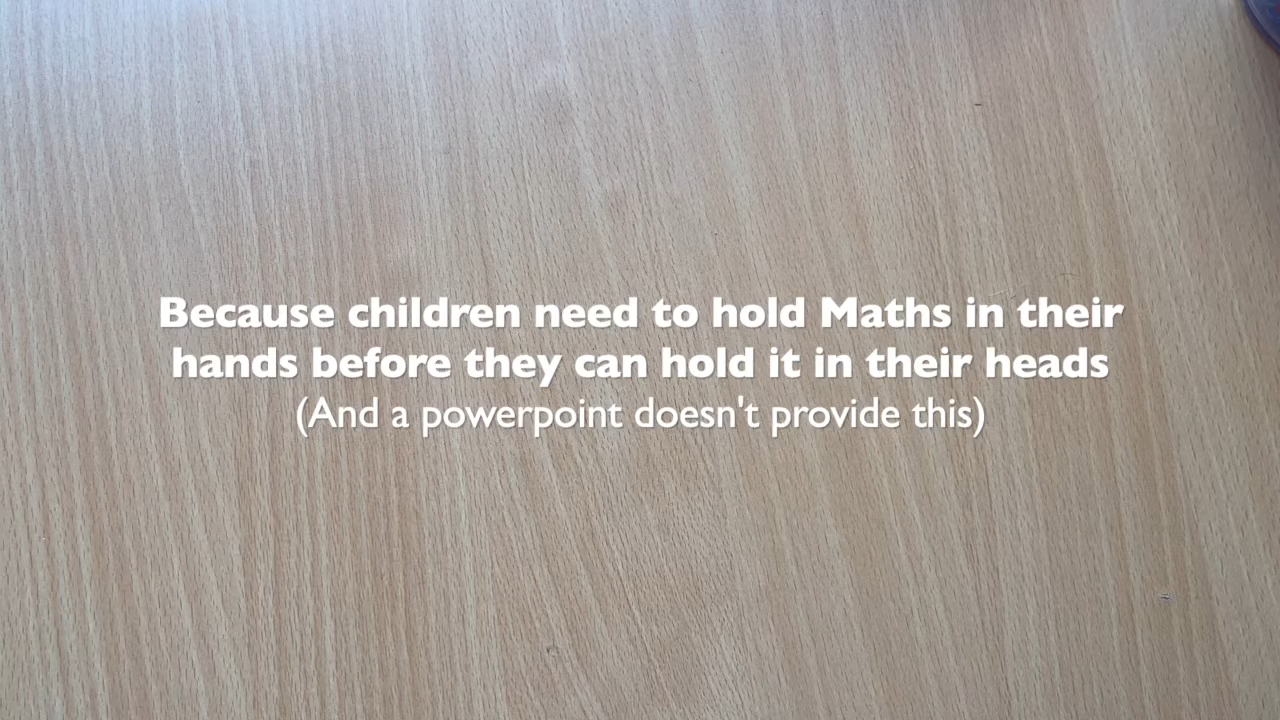 Because children need to hold Maths in their
hands before they can hold it in their heads
(And a powerpoint doesn't provide this)